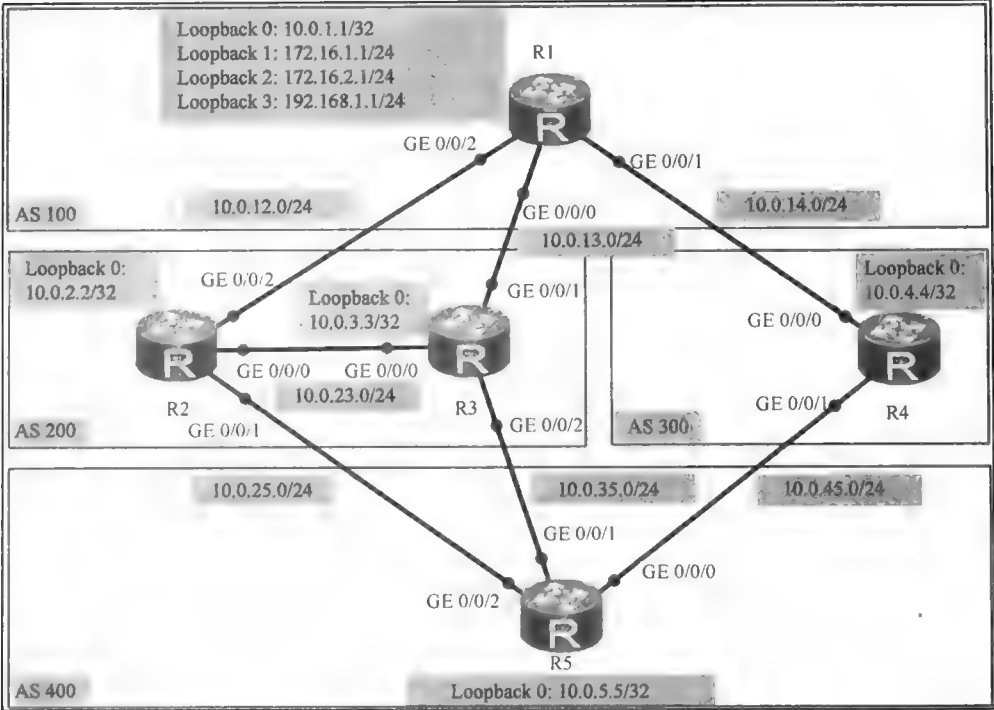 Loopback 0: 10.0.1.1/32
Loopback 1: 172.16.1.1/24
Loopback 2: 172.16.2.1/24
Loopback 3: 192.168.1.1/24
R1
R
GE 0/0/2
GE 0/0/1
GE 0/0/0
AS 100
10.0.12.0/24
10.0.14.0/24
10.0.13.0/24
Loopback 0:
10.0.2.2/32
GE 0/0/2
Loopback 0:
10.0.3.3/32
GE 0/0/1
Loopback 0:
10.0.4.4/32
GE 0/0/0
R
R
R
GE 0/0/0
GE 0/0/0
10.0.23.0/24
R2
R3
GE 0/0/1
R4
GE 0/0/1
GE 0/0/2
AS 200
AS 300
10.0.25.0/24
10.0.35.0/24
10.0.45.0/24
GE 0/0/1
GE 0/0/0
GE 0/0/2
R
R5
AS 400
Loopback 0: 10.0.5.5/32